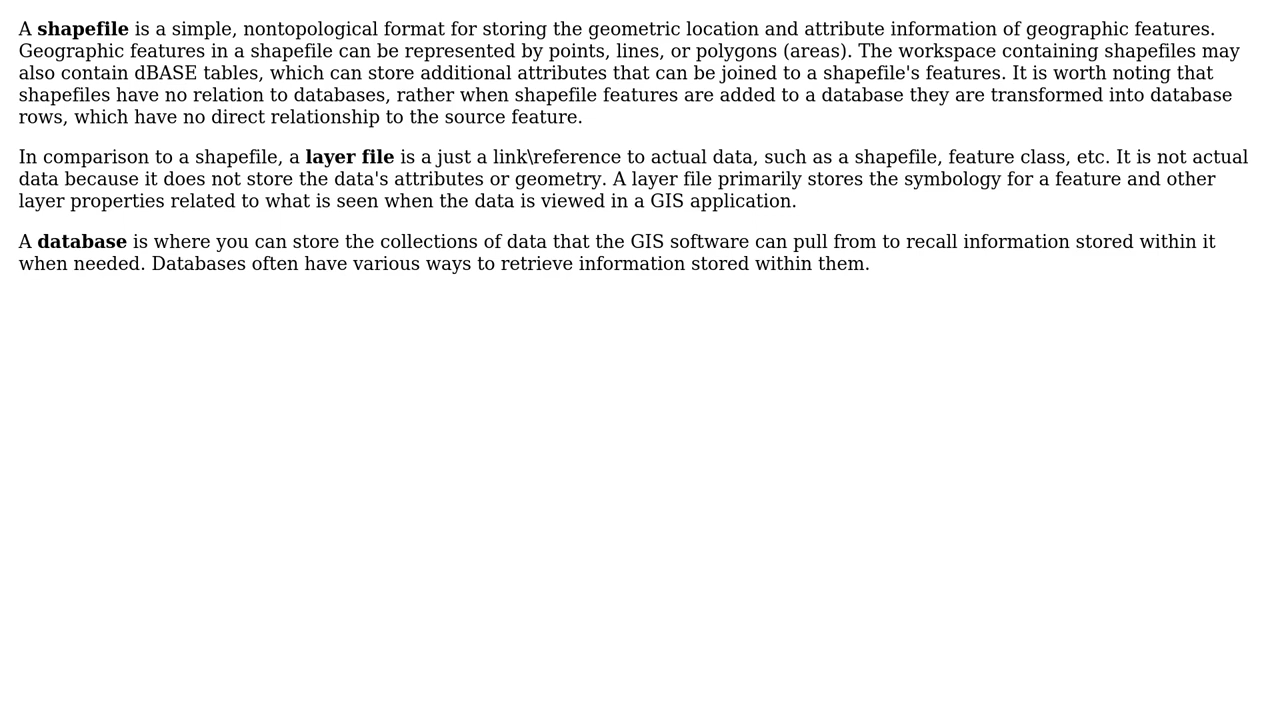 A shapefile is a simple, nontopological format for storing the geometric location and attribute information of geographic features.
Geographic features in a shapefile can be represented by points, lines, or polygons (areas). The workspace containing shapefiles may
also contain dBASE tables, which can store additional attributes that can be joined to a shapefile's features. It is worth noting that
shapefiles have no relation to databases, rather when shapefile features are added to a database they are transformed into database
rows, which have no direct relationship to the source feature.
In comparison to a shapefile, a layer file is a just a link\reference to actual data, such as a shapefile, feature class, etc. It is not actual
data because it does not store the data's attributes or geometry. A layer file primarily stores the symbology for a feature and other
layer properties related to what is seen when the data is viewed in a GIS application.
A database is where you can store the collections of data that the GIS software can pull from to recall information stored within it
when needed. Databases often have various ways to retrieve information stored within them.